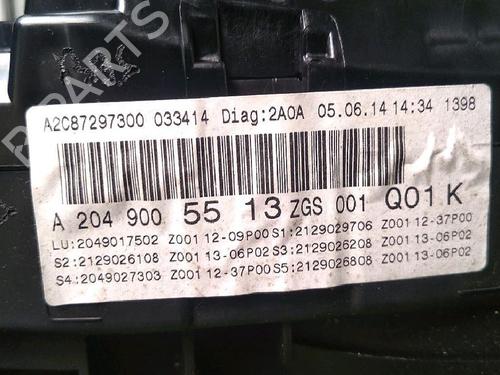 A2C87297300 033414 Diag:2A0A 05.06.14 14:34 1398
A 204 900 55 13 ZGS 001 Q01 K
LU:2049017502 Z001 12-09P00 S1:2129029706 Z001 12-37P00
S2:2129026108 Z001 13-06P02 S3:2129026208 Z001 13-06P02
S4:2049027303 Z001 12-37P00 S5:2129026808 Z001 13-06P02